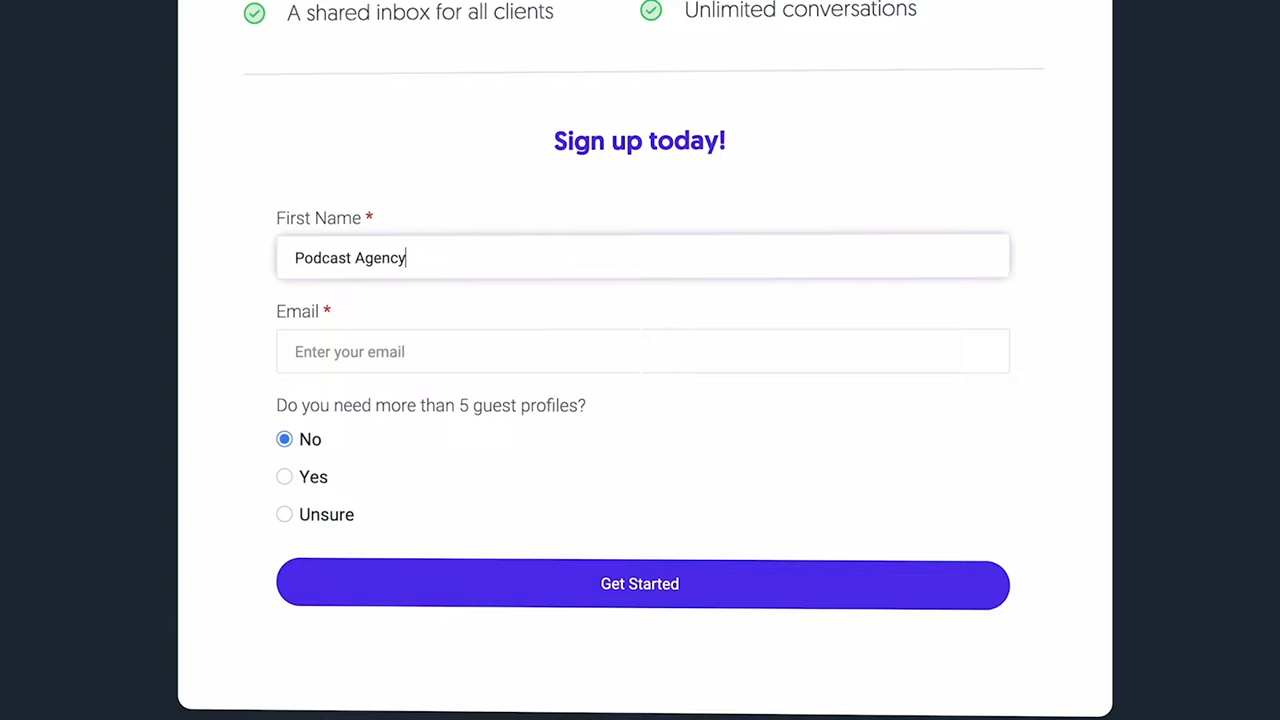 A shared inbox for all clients
Unlimited conversations
Sign up today!
First Name *
Podcast Agency
Email *
Enter your email
Do you need more than 5 guest profiles?
No
Yes
Unsure
Get Started